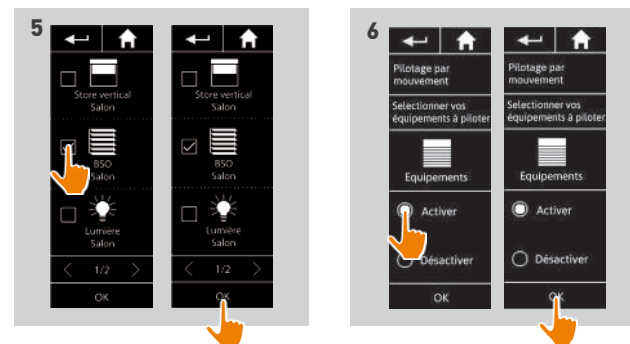 5
Store vertical
Salon
BSO
Salon
Lumière
Salon
1/2
OK
Store vertical
Salon
BSO
Salon
Lumière
Salon
1/2
OK
6
Pilotage par
mouvement
Selectionner vos
équipements à piloter
Equipements
Activer
Désactiver
OK
Pilotage par
mouvement
Selectionner vos
équipements à piloter
Equipements
Activer
Désactiver
OK